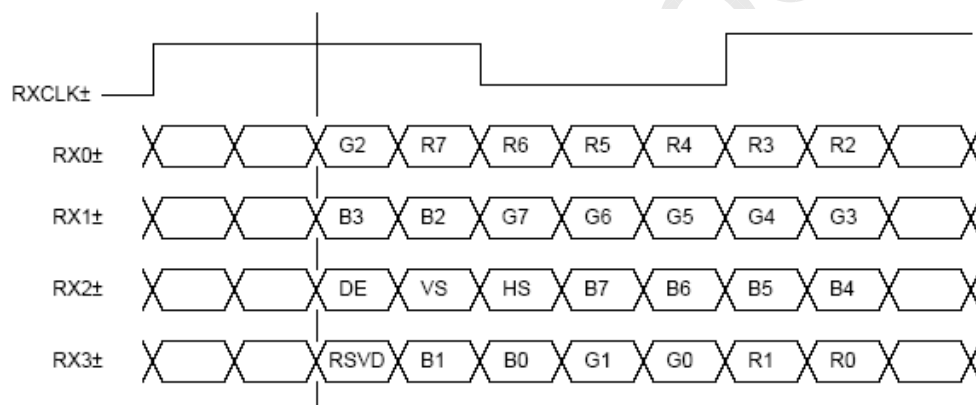 RXCLK±
RX0± G2 R7 R6 R5 R4 R3 R2
RX1± B3 B2 G7 G6 G5 G4 G3
RX2± DE VS HS B7 B6 B5 B4
RX3± RSVD B1 B0 G1 G0 R1 R0